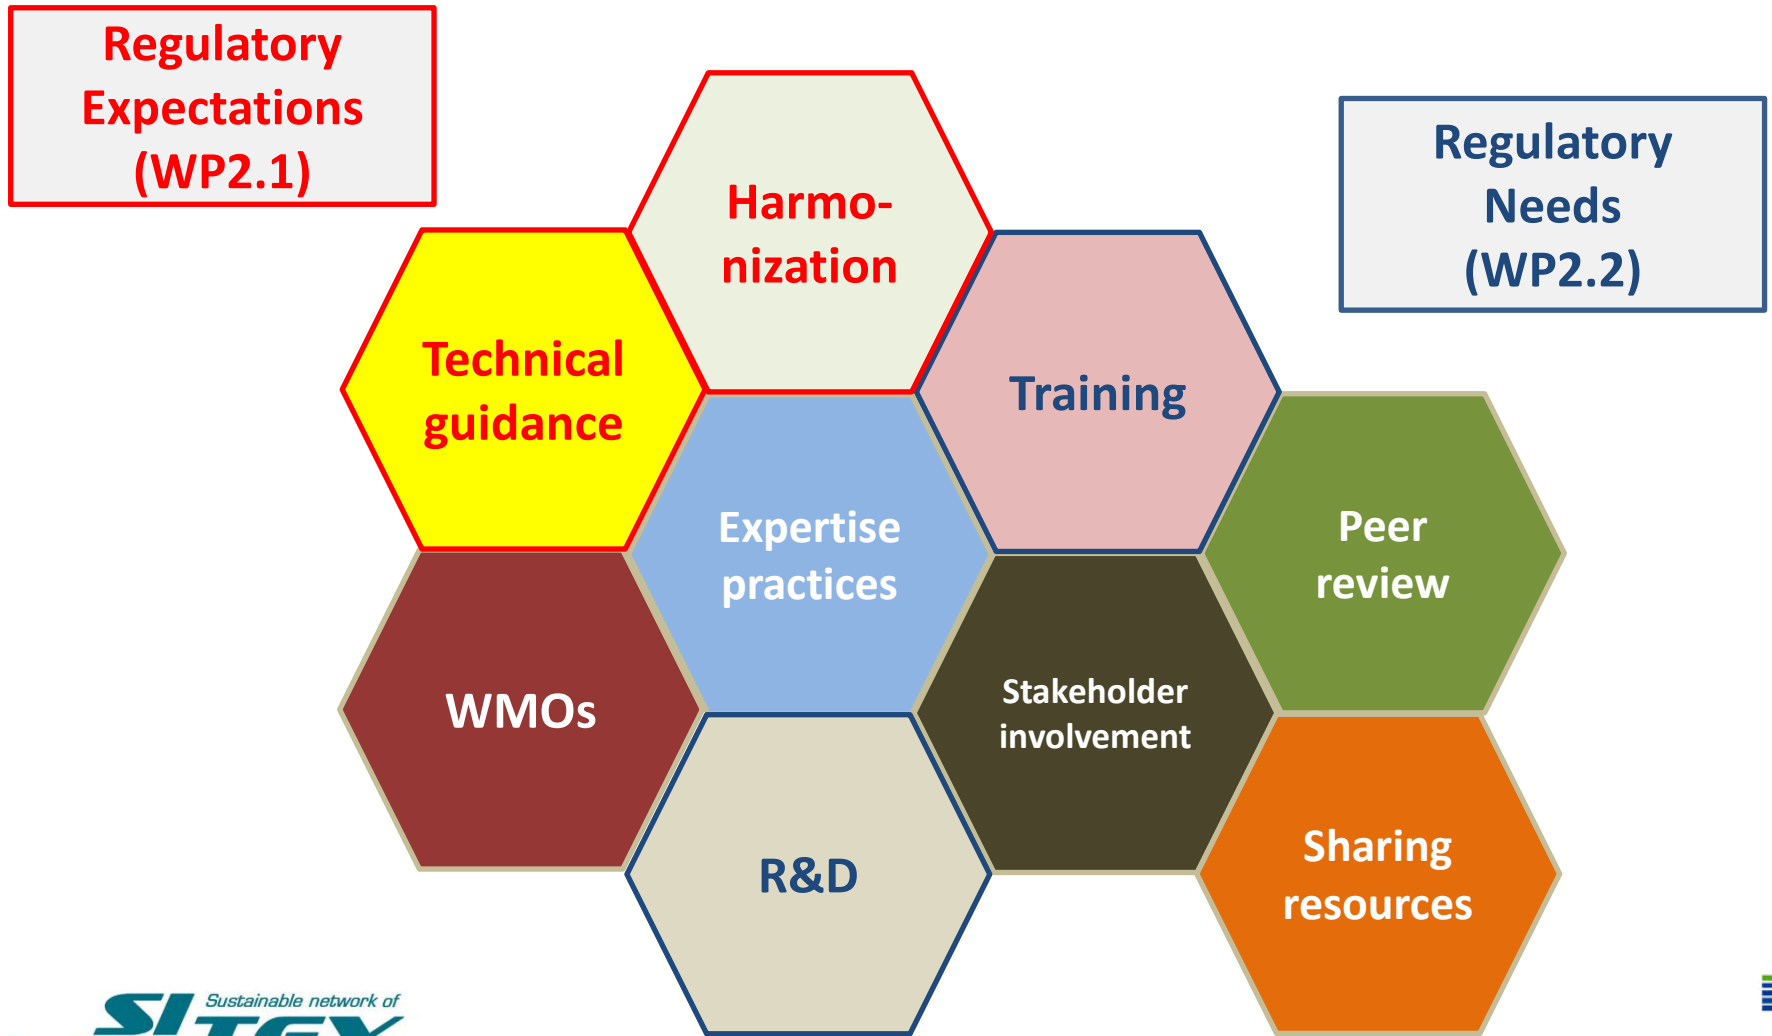 Regulatory
Expectations
(WP2.1)
Regulatory
Needs
(WP2.2)
Harmo-
nization
Technical
guidance
Training
Expertise
practices
Peer
review
WMOs
Stakeholder
involvement
R&D
Sharing
resources
Sustainable network of
SITEX